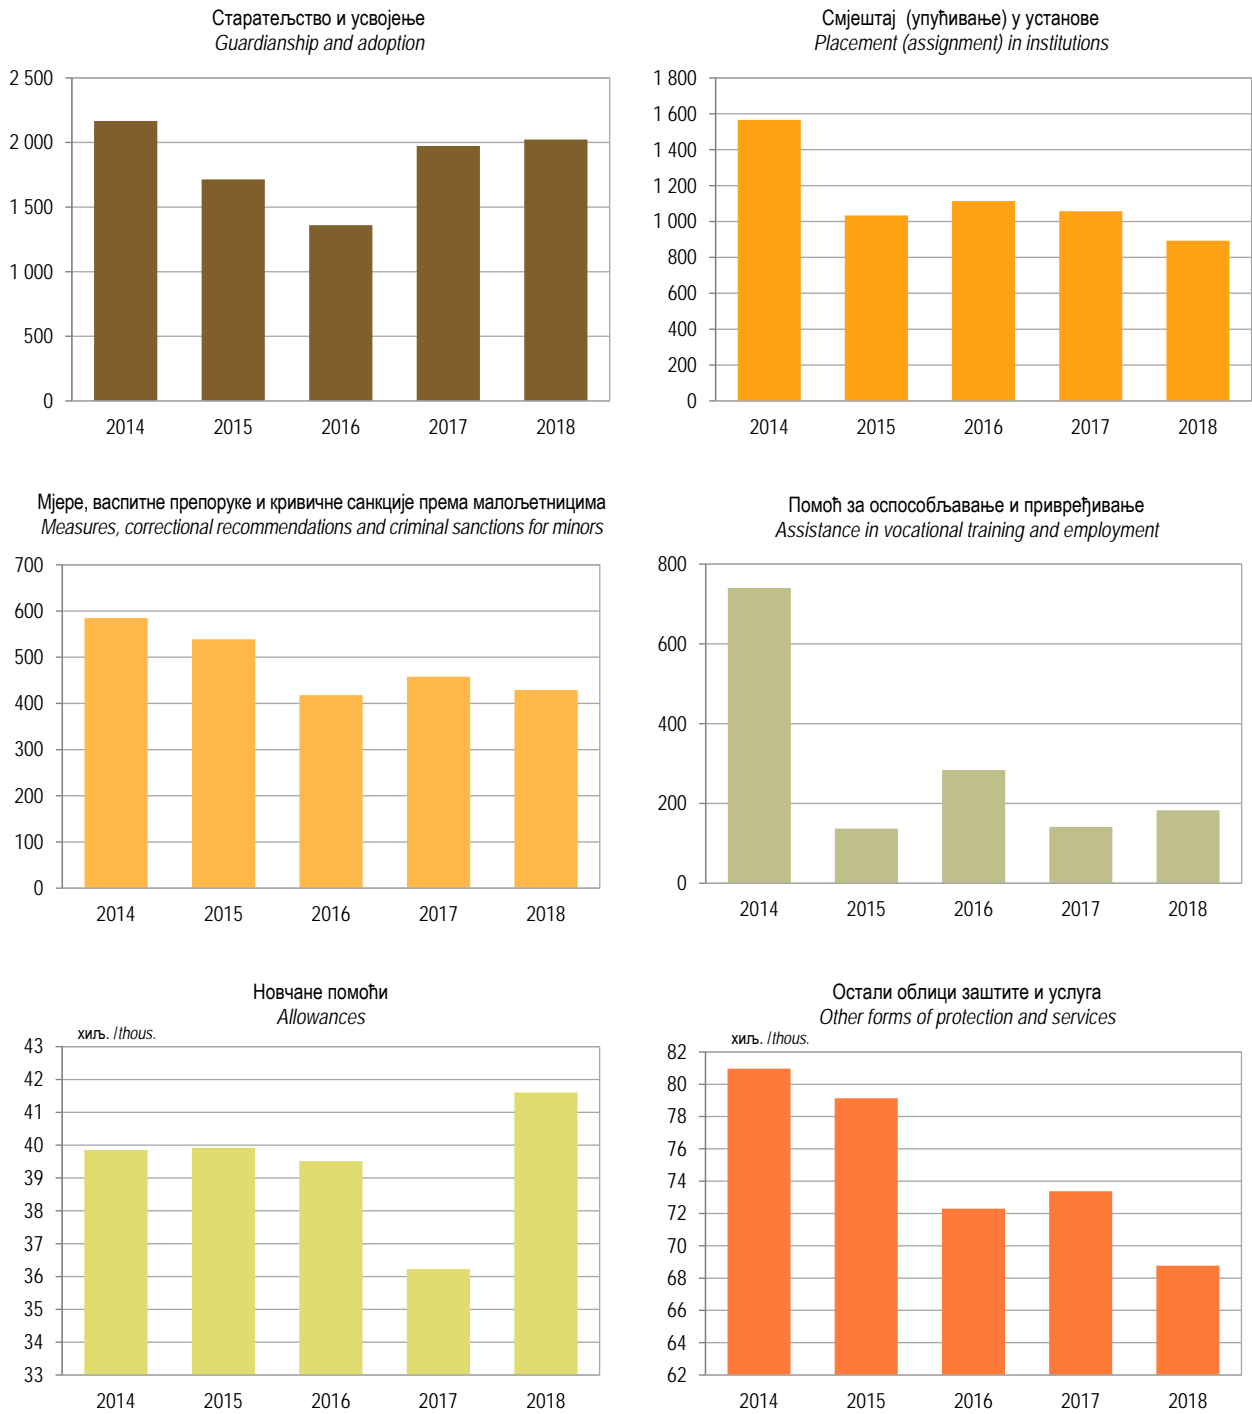 Старатељство и усвојење
Guardianship and adoption
2 500
2 000
1 500
1 000
500
0
2014 2015 2016 2017 2018
Смјештај (упућивање) у установе
Placement (assignment) in institutions
1 800
1 600
1 400
1 200
1 000
800
600
400
200
0
2014 2015 2016 2017 2018
Мјере, васпитне препоруке и кривичне санкције према малољетницима
Measures, correctional recommendations and criminal sanctions for minors
700
600
500
400
300
200
100
0
2014 2015 2016 2017 2018
Помоћ за оспособљавање и привређивање
Assistance in vocational training and employment
800
600
400
200
0
2014 2015 2016 2017 2018
Новчане помоћи
Allowances
хиљ. /thous.
43
42
41
40
39
38
37
36
35
34
33
2014 2015 2016 2017 2018
Остали облици заштите и услуга
Other forms of protection and services
хиљ. /thous.
82
80
78
76
74
72
70
68
66
64
62
2014 2015 2016 2017 2018